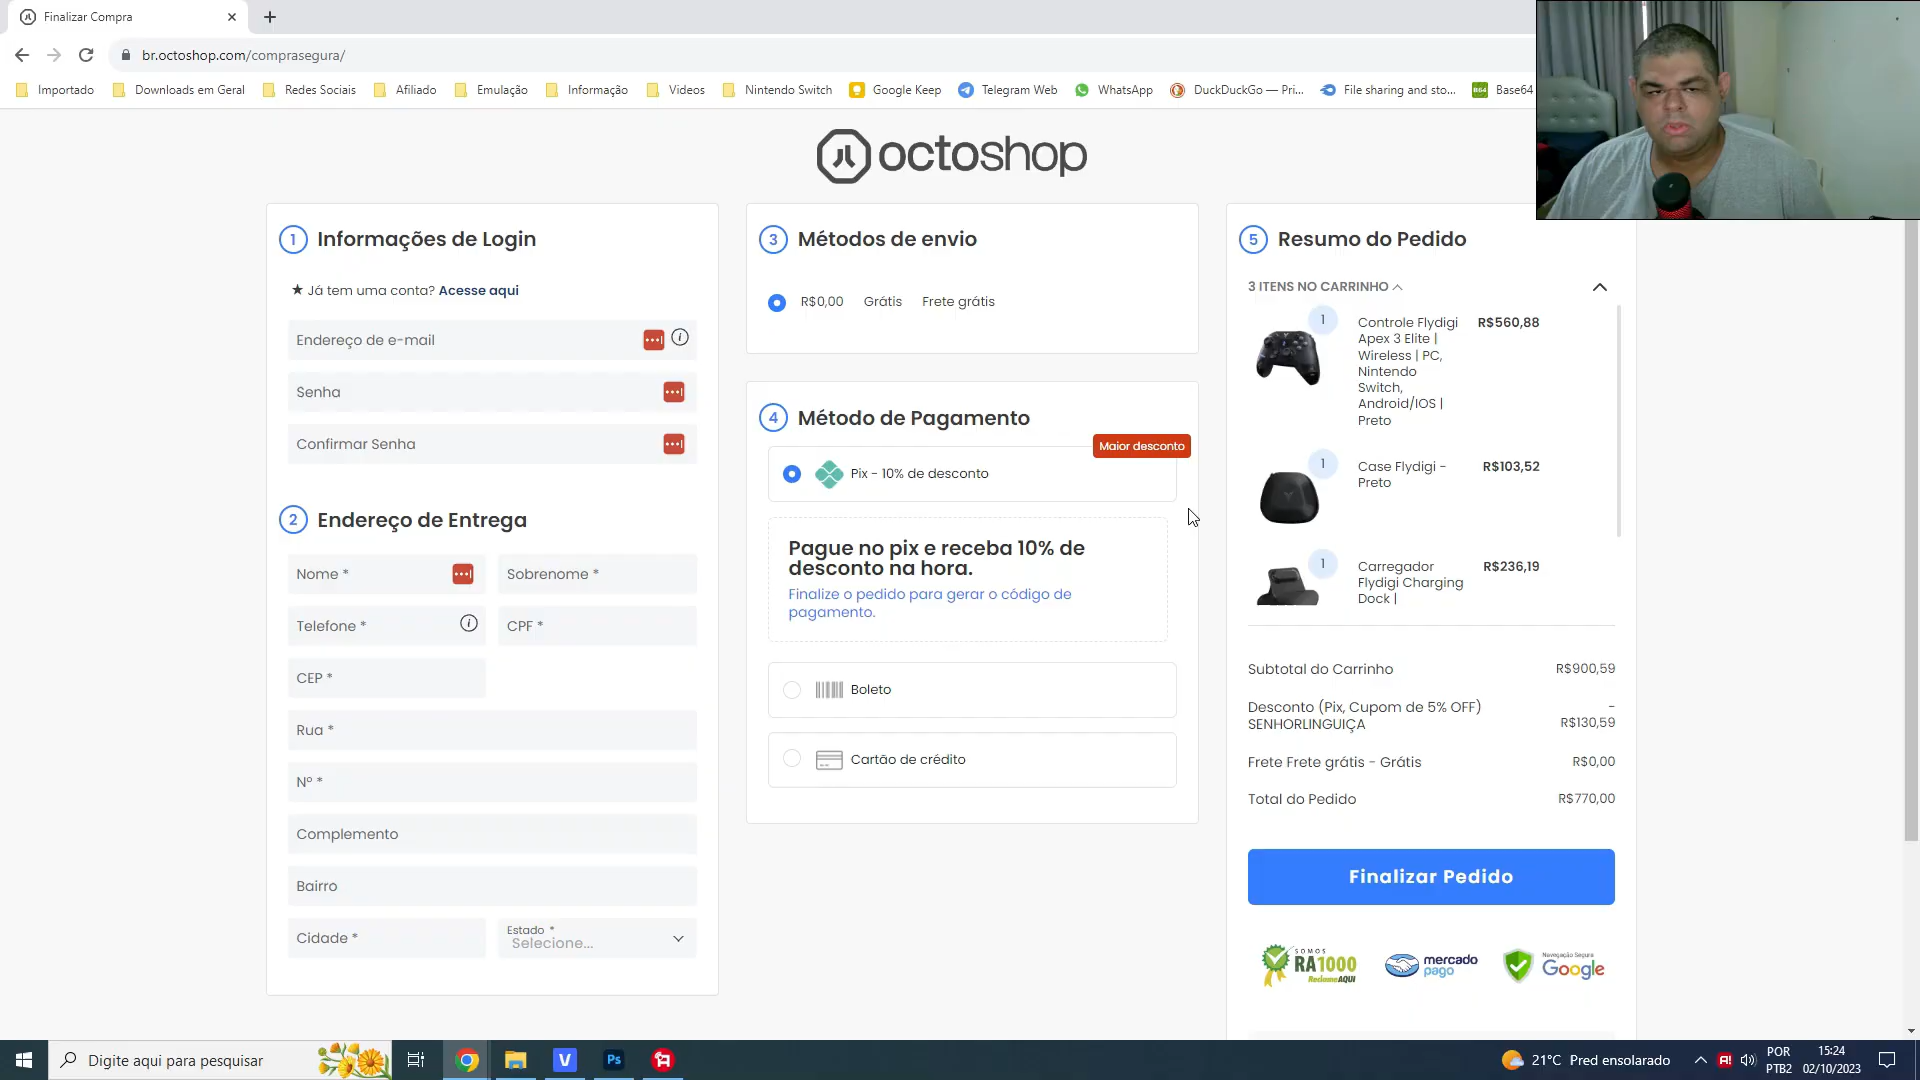 Finalizar Compra
br.octoshop.com/comprasegura/
Importado
Downloads em Geral
Redes Sociais
Afiliado
Emulação
Informação
Videos
Nintendo Switch
Google Keep
Telegram Web
WhatsApp
DuckDuckGo — Pri...
File sharing and sto...
Base64
octoshop
1 Informações de Login
★ Já tem uma conta? Acesse aqui
Endereço de e-mail
Senha
Confirmar Senha
2 Endereço de Entrega
Nome *
Sobrenome *
Telefone *
CPF *
CEP *
Rua *
Nº *
Complemento
Bairro
Cidade *
Estado *
Selecione...
3 Métodos de envio
R$0,00 Grátis Frete grátis
4 Método de Pagamento
Maior desconto
Pix - 10% de desconto
Pague no pix e receba 10% de
desconto na hora.
Finalize o pedido para gerar o código de
pagamento.
Boleto
Cartão de crédito
5 Resumo do Pedido
3 ITENS NO CARRINHO
1
Controle Flydigi R$560,88
Apex 3 Elite |
Wireless | PC,
Nintendo
Switch,
Android/IOS |
Preto
1
Case Flydigi - R$103,52
Preto
1
Carregador R$236,19
Flydigi Charging
Dock |
Subtotal do Carrinho R$900,59
Desconto (Pix, Cupom de 5% OFF) -
SENHORLINGUIÇA R$130,59
Frete Frete grátis - Grátis R$0,00
Total do Pedido R$770,00
Finalizar Pedido
SOMOS
RA1000
ReclameAQUI
mercado
pago
Navegação Segura
Google
Digite aqui para pesquisar
V
Ps
21°C Pred ensolarado
POR
PTB2
15:24
02/10/2023